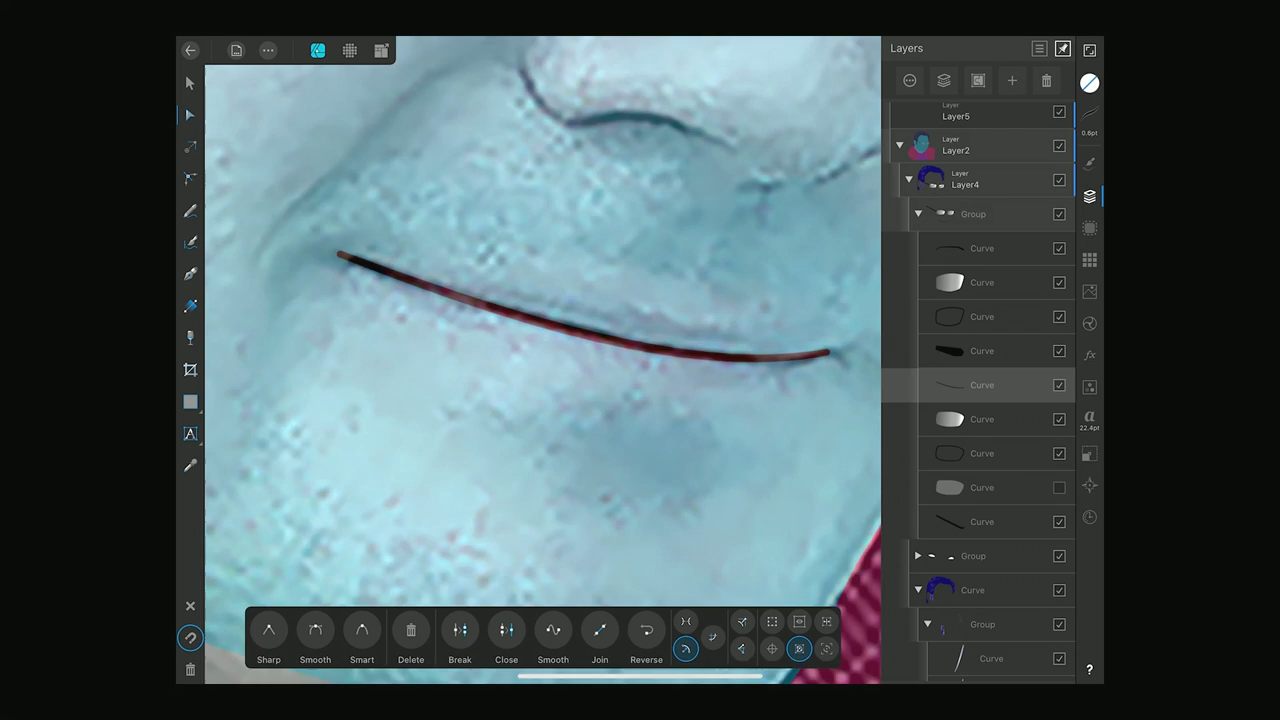 Layers
Layer
Layer5
Layer
Layer2
Layer
Layer4
Group
Curve
Curve
Curve
Curve
Curve
Curve
Curve
Curve
Curve
Group
Curve
Group
Curve
0.6pt
fx
a
22.4pt
?
A
Sharp
Smooth
Smart
Delete
Break
Close
Smooth
Join
Reverse